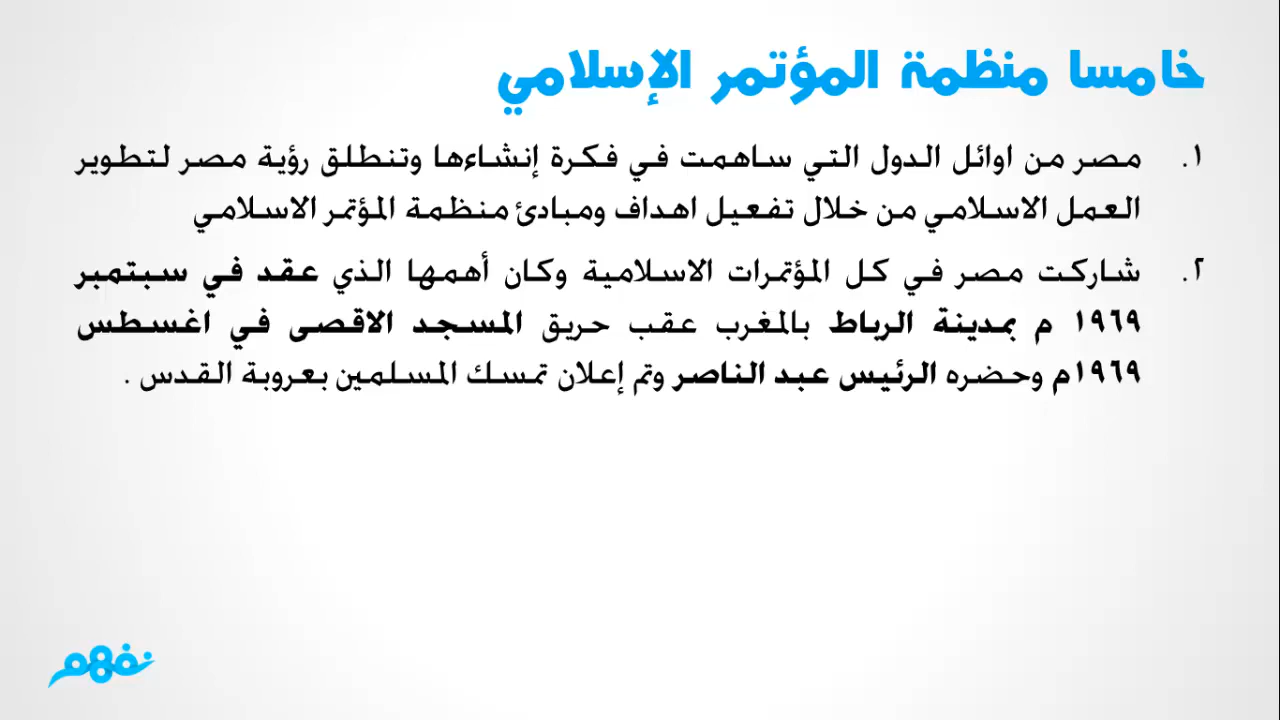 خامسا منظمة المؤتمر الإسلامي
١. مصر من اوائل الدول التي ساهمت في فكرة إنشاءها وتنطلق رؤية مصر لتطوير
العمل الاسلامي من خلال تفعيل اهداف ومبادئ منظمة المؤتمر الاسلامي
٢. شاركت مصر في كل المؤتمرات الاسلامية وكان أهمها الذي عقد في سبتمبر
١٩٦٩ م بمدينة الرباط بالمغرب عقب حريق المسجد الاقصى في اغسطس
١٩٦٩م وحضره الرئيس عبد الناصر وتم إعلان تمسك المسلمين بعروبة القدس .
نفهم